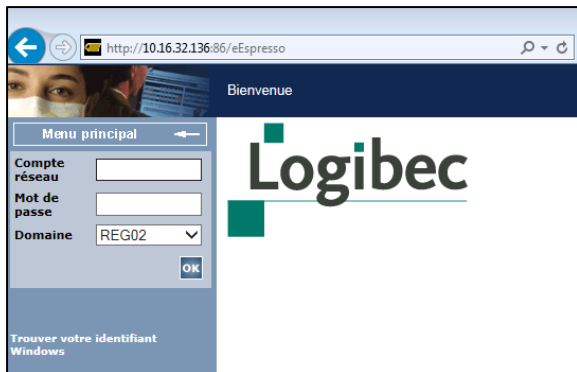 http://10.16.32.136:86/eEspresso
Bienvenue
Menu principal
Compte
réseau
Mot de
passe
Domaine REG02
OK
Trouver votre identifiant
Windows
Logibec